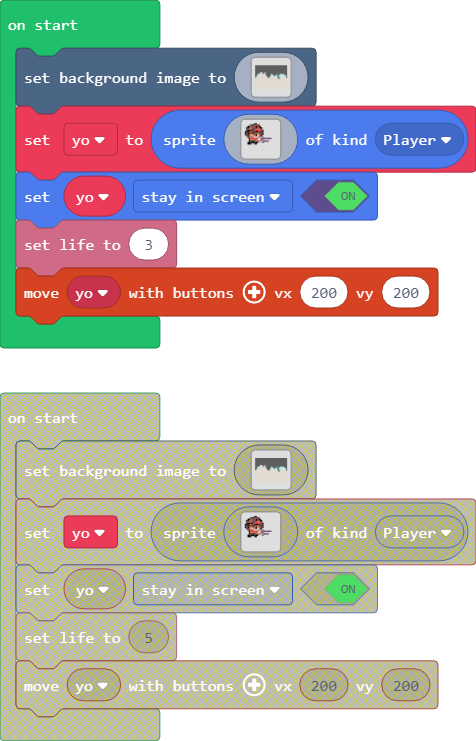 on start
set background image to
set yo to sprite of kind Player
set yo stay in screen ON
set life to 3
move yo with buttons vx 200 vy 200
on start
set background image to
set yo to sprite of kind Player
set yo stay in screen ON
set life to 5
move yo with buttons vx 200 vy 200